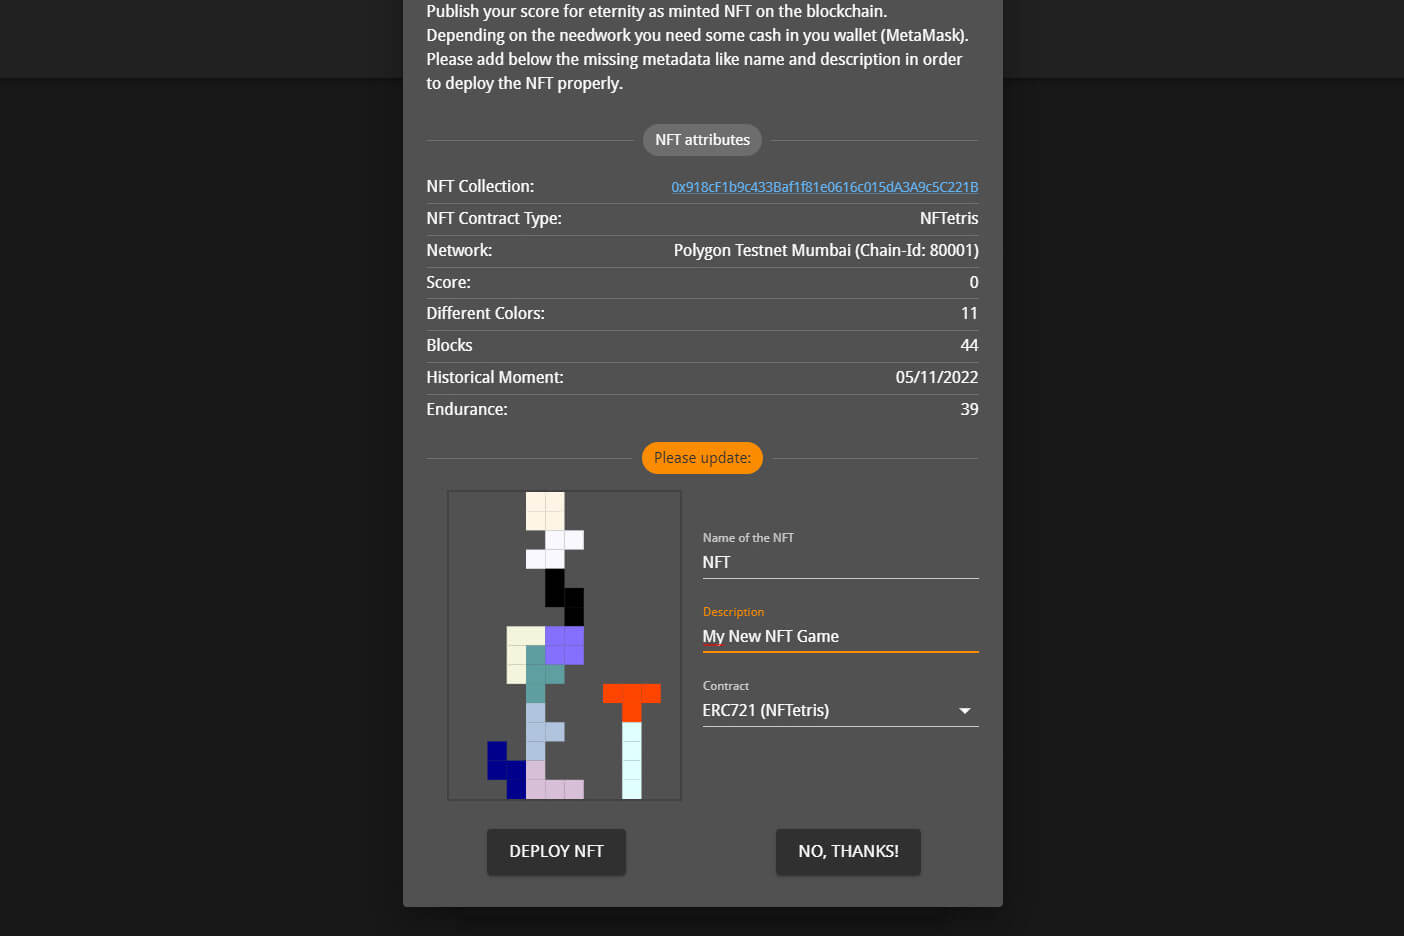 Publish your score for eternity as minted NFT on the blockchain.
Depending on the needwork you need some cash in you wallet (MetaMask).
Please add below the missing metadata like name and description in order
to deploy the NFT properly.
NFT attributes
NFT Collection: 0x918cF1b9c433Baf1f81e0616c015dA3A9c5C221B
NFT Contract Type: NFTetris
Network: Polygon Testnet Mumbai (Chain-Id: 80001)
Score: 0
Different Colors: 11
Blocks 44
Historical Moment: 05/11/2022
Endurance: 39
Please update:
Name of the NFT
NFT
Description
My New NFT Game
Contract
ERC721 (NFTetris)
DEPLOY NFT NO, THANKS!